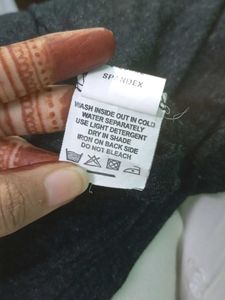 SPANDEX
WASH INSIDE OUT IN COLD
WATER SEPARATELY
USE LIGHT DETERGENT
DRY IN SHADE
IRON ON BACK SIDE
DO NOT BLEACH